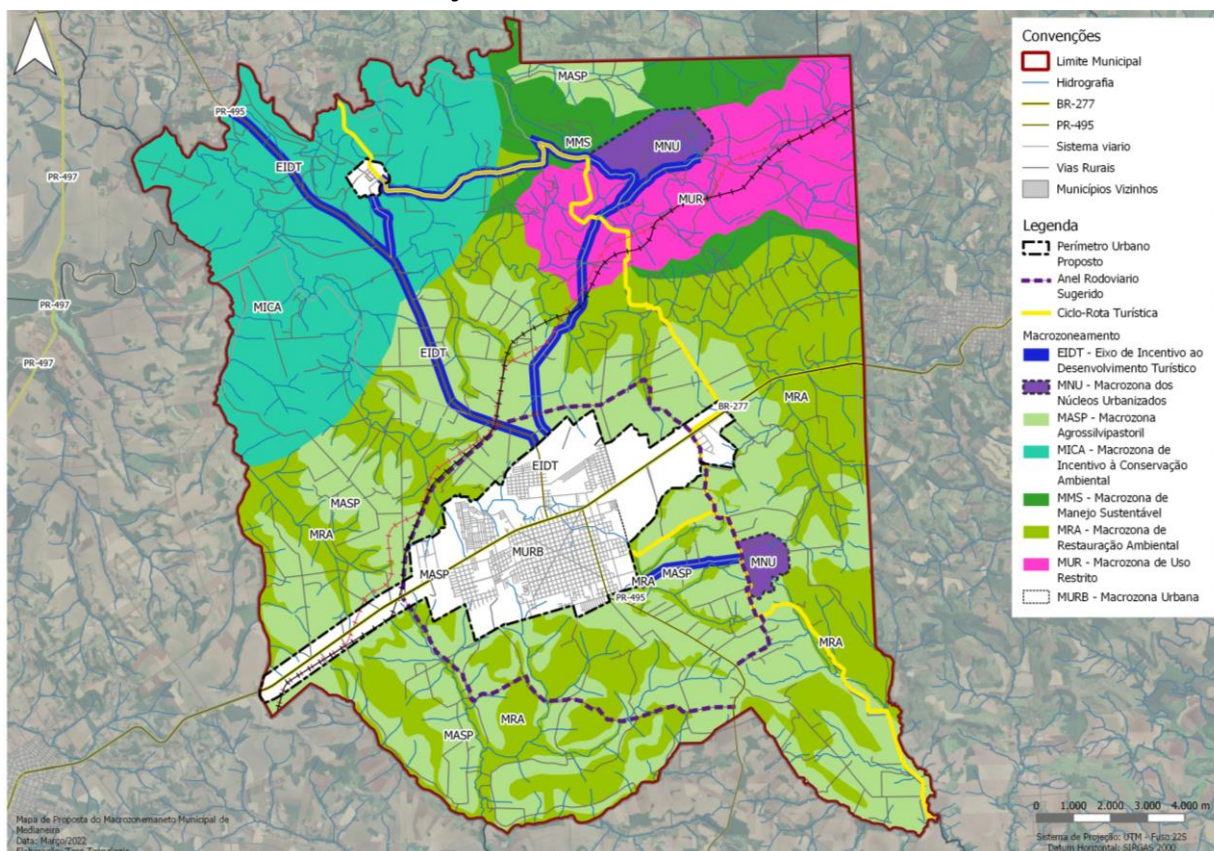 MASP
PR-495
MMS
MNU
EIDT
PR-497
MUR
MICA
PR-497
PR-497
EIDT
BR-277
MRA
EIDT
MASP
MRA
MURB
MASP
MRA
MASP
MNU
PR-495
MRA
MRA
MASP
Convenções
Limite Municipal
Hidrografia
BR-277
PR-495
Sistema viario
Vias Rurais
Municípios Vizinhos
Legenda
Perímetro Urbano
Proposto
Anel Rodoviario
Sugerido
Ciclo-Rota Turística
Macrozoneamento
EIDT - Eixo de Incentivo ao
Desenvolvimento Turístico
MNU - Macrozona dos
Núcleos Urbanizados
MASP - Macrozona
Agrossilvipastoril
MICA - Macrozona de
Incentivo à Conservação
Ambiental
MMS - Macrozona de
Manejo Sustentável
MRA - Macrozona de
Restauração Ambiental
MUR - Macrozona de Uso
Restrito
MURB - Macrozona Urbana
0 1.000 2.000 3.000 4.000 m
Sistema de Projeção: UTM - Fuso 22S
Datum Horizontal: SIRGAS 2000
Mapa de Proposta do Macrozonemaneto Municipal de
Medianeira
Data: Março/2022